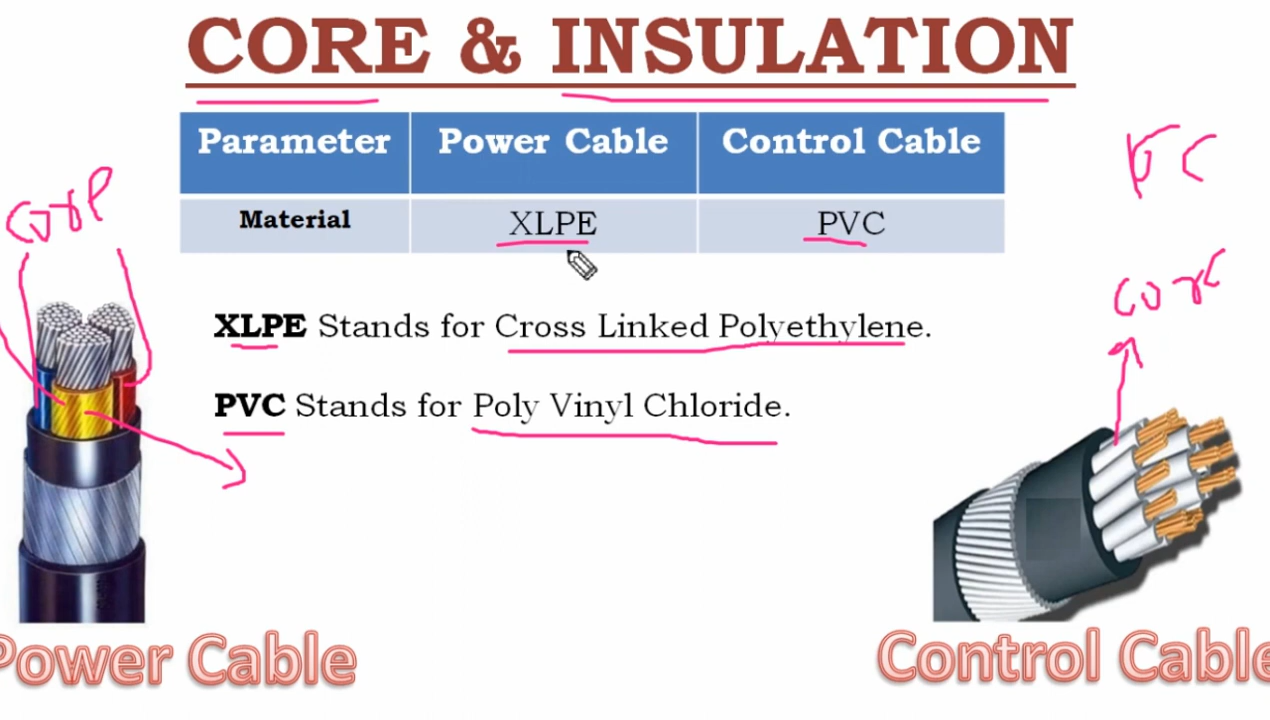 CORE & INSULATION
Parameter Power Cable Control Cable
Material XLPE PVC
XLPE Stands for Cross Linked Polyethylene.
PVC Stands for Poly Vinyl Chloride.
core
Power Cable
Control Cable